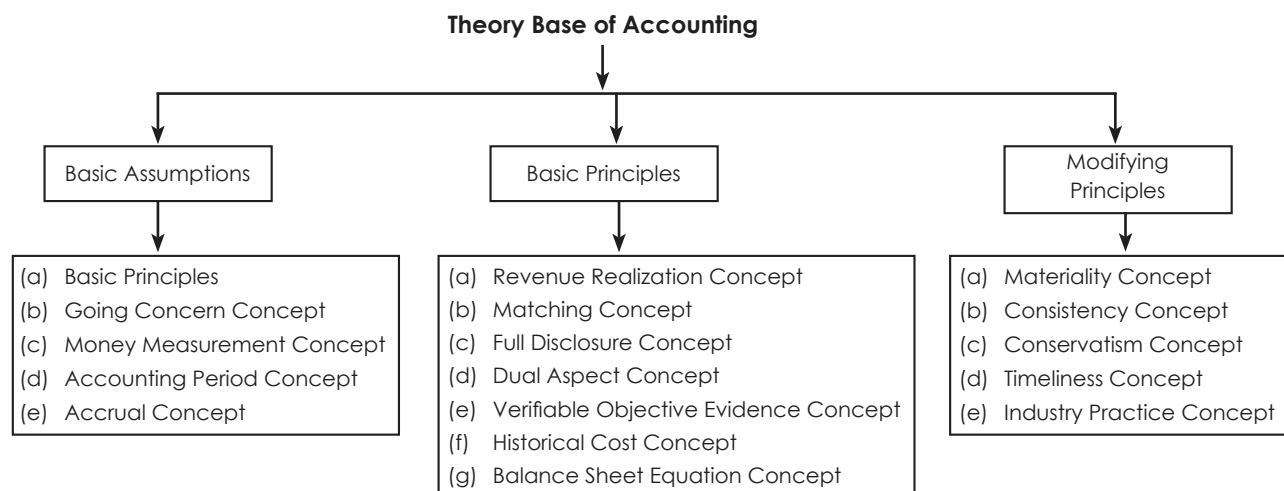 Theory Base of Accounting
Basic Assumptions
Basic Principles
Modifying
Principles
(a) Basic Principles
(b) Going Concern Concept
(c) Money Measurement Concept
(d) Accounting Period Concept
(e) Accrual Concept
(a) Revenue Realization Concept
(b) Matching Concept
(c) Full Disclosure Concept
(d) Dual Aspect Concept
(e) Verifiable Objective Evidence Concept
(f) Historical Cost Concept
(g) Balance Sheet Equation Concept
(a) Materiality Concept
(b) Consistency Concept
(c) Conservatism Concept
(d) Timeliness Concept
(e) Industry Practice Concept